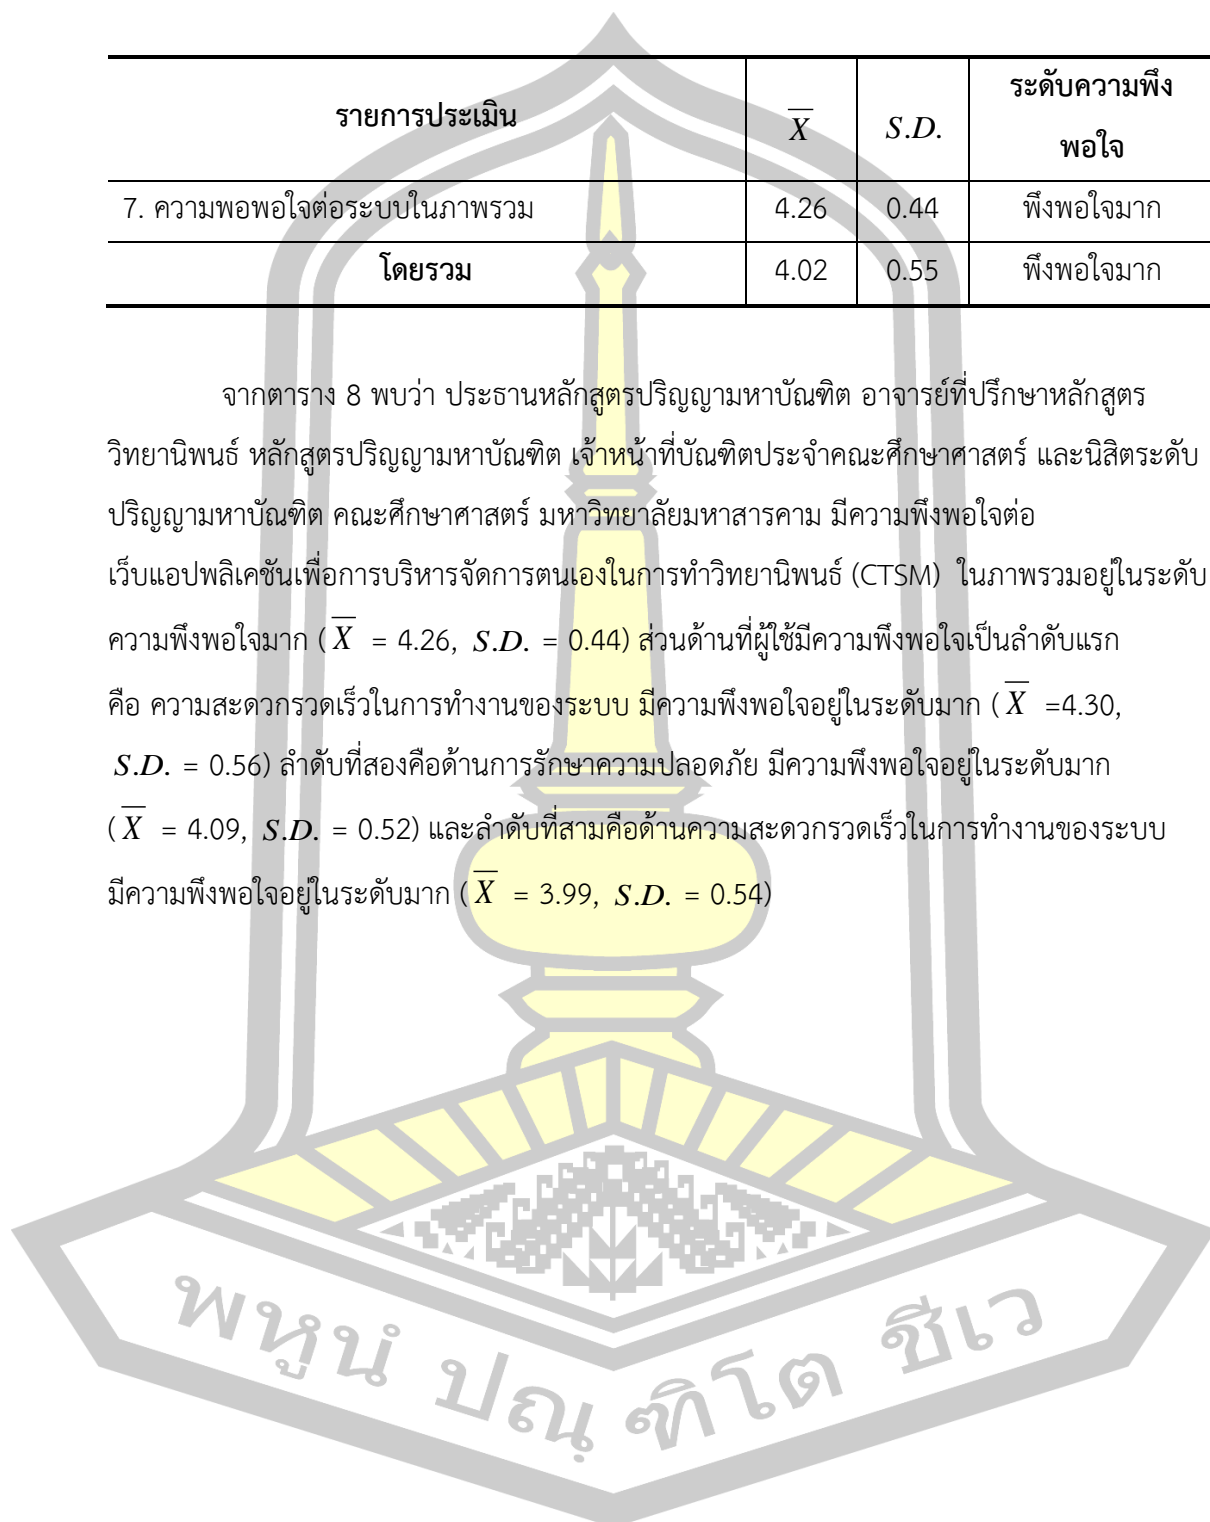 รายการประเมิน X̄ S.D. ระดับความพึง
พอใจ
7. ความพอพอใจต่อระบบในภาพรวม 4.26 0.44 พึงพอใจมาก
โดยรวม 4.02 0.55 พึงพอใจมาก
จากตาราง 8 พบว่า ประธานหลักสูตรปริญญามหาบัณฑิต อาจารย์ที่ปรึกษาหลักสูตร
วิทยานิพนธ์ หลักสูตรปริญญามหาบัณฑิต เจ้าหน้าที่บัณฑิตประจำคณะศึกษาศาสตร์ และนิสิตระดับ
ปริญญามหาบัณฑิต คณะศึกษาศาสตร์ มหาวิทยาลัยมหาสารคาม มีความพึงพอใจต่อ
เว็บแอปพลิเคชันเพื่อการบริหารจัดการตนเองในการทำวิทยานิพนธ์ (CTSM) ในภาพรวมอยู่ในระดับ
ความพึงพอใจมาก ( X̄ = 4.26, S.D. = 0.44) ส่วนด้านที่ผู้ใช้มีความพึงพอใจเป็นลำดับแรก
คือ ความสะดวกรวดเร็วในการทำงานของระบบ มีความพึงพอใจอยู่ในระดับมาก ( X̄ =4.30,
S.D. = 0.56) ลำดับที่สองคือด้านการรักษาความปลอดภัย มีความพึงพอใจอยู่ในระดับมาก
( X̄ = 4.09, S.D. = 0.52) และลำดับที่สามคือด้านความสะดวกรวดเร็วในการทำงานของระบบ
มีความพึงพอใจอยู่ในระดับมาก ( X̄ = 3.99, S.D. = 0.54)
พหูนํ ปณฺ ฑิโต ชีเว